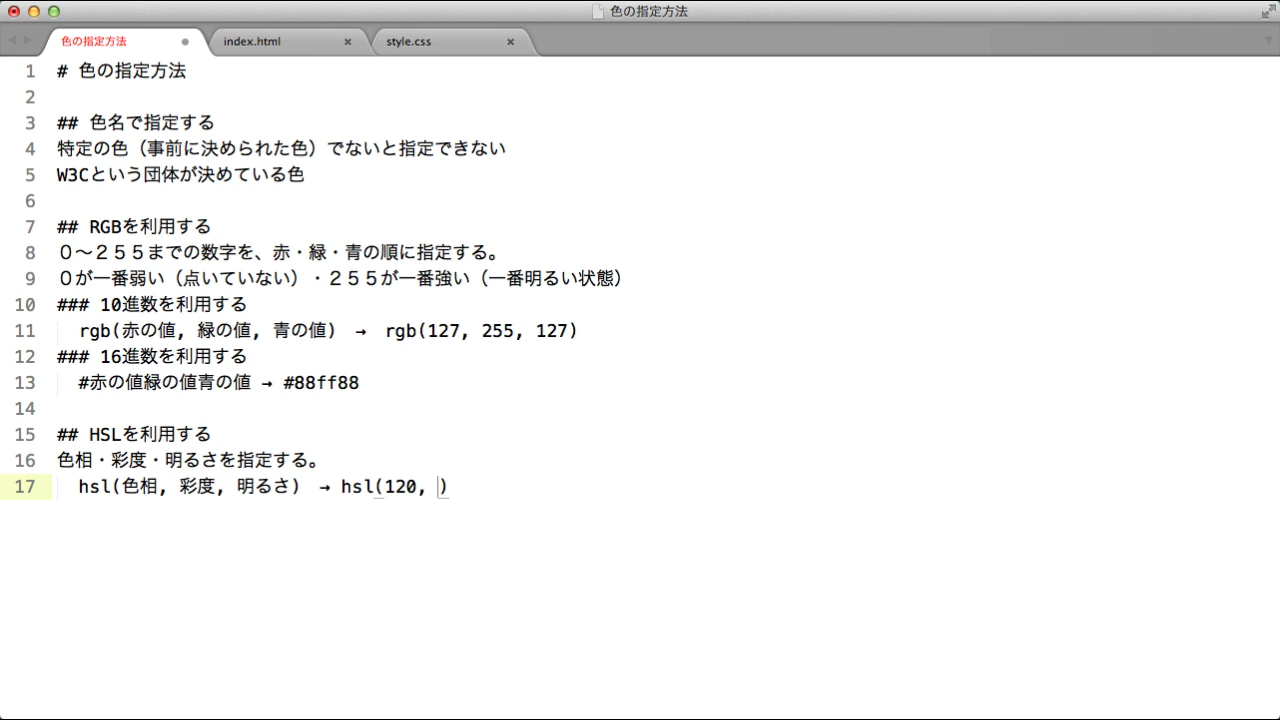 色の指定方法
色の指定方法 index.html style.css
1 # 色の指定方法
2
3 ## 色名で指定する
4 特定の色（事前に決められた色）でないと指定できない
5 W3Cという団体が決めている色
6
7 ## RGBを利用する
8 ０〜２５５までの数字を、赤・緑・青の順に指定する。
9 ０が一番弱い（点いていない）・２５５が一番強い（一番明るい状態）
10 ### 10進数を利用する
11 rgb(赤の値, 緑の値, 青の値) → rgb(127, 255, 127)
12 ### 16進数を利用する
13 #赤の値緑の値青の値 → #88ff88
14
15 ## HSLを利用する
16 色相・彩度・明るさを指定する。
17 hsl(色相, 彩度, 明るさ) → hsl(120, )